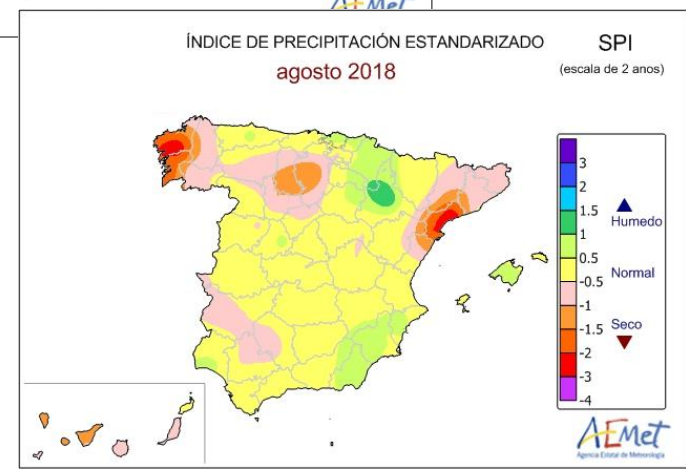 AEMet
ÍNDICE DE PRECIPITACIÓN ESTANDARIZADO
agosto 2018
SPI
(escala de 2 anos)
3
2
1.5
1
0.5
-0.5
-1
-1.5
-2
-3
-4
Humedo
Normal
Seco
AEMet
Agencia Estatal de Meteorología